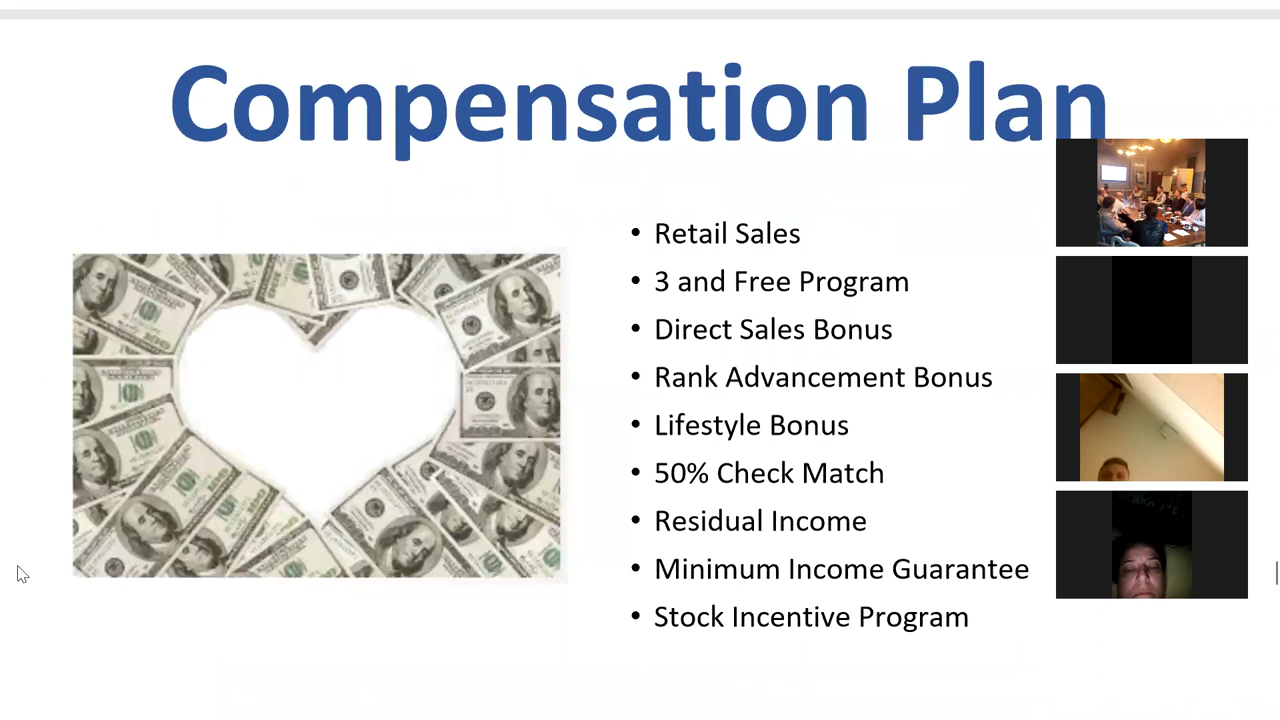 Compensation Plan
• Retail Sales
• 3 and Free Program
• Direct Sales Bonus
• Rank Advancement Bonus
• Lifestyle Bonus
• 50% Check Match
• Residual Income
• Minimum Income Guarantee
• Stock Incentive Program